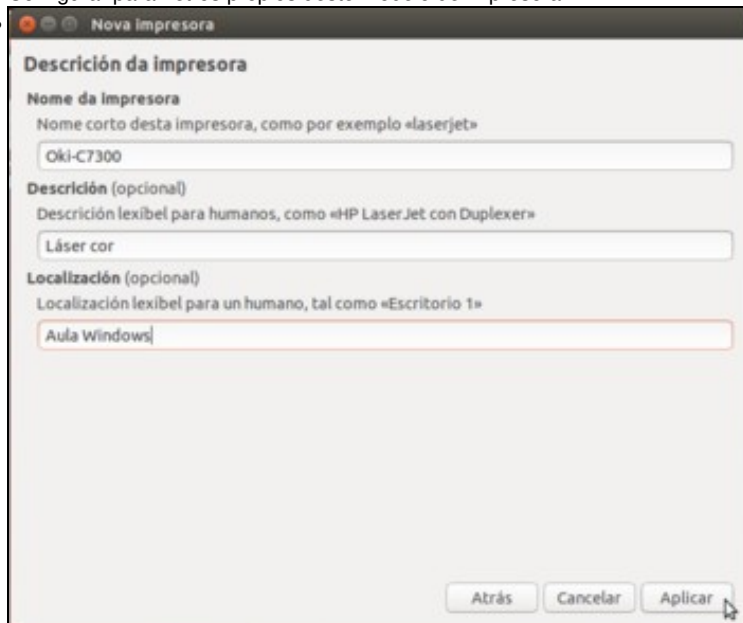 Nova impresora
Descrición da impresora
Nome da impresora
Nome corto desta impresora, como por exemplo «laserjet»
Oki-C7300
Descrición (opcional)
Descrición lexíbel para humanos, como «HP LaserJet con Duplexer»
Láser cor
Localización (opcional)
Localización lexíbel para un humano, tal como «Escritorio 1»
Aula Windows
Atrás Cancelar Aplicar